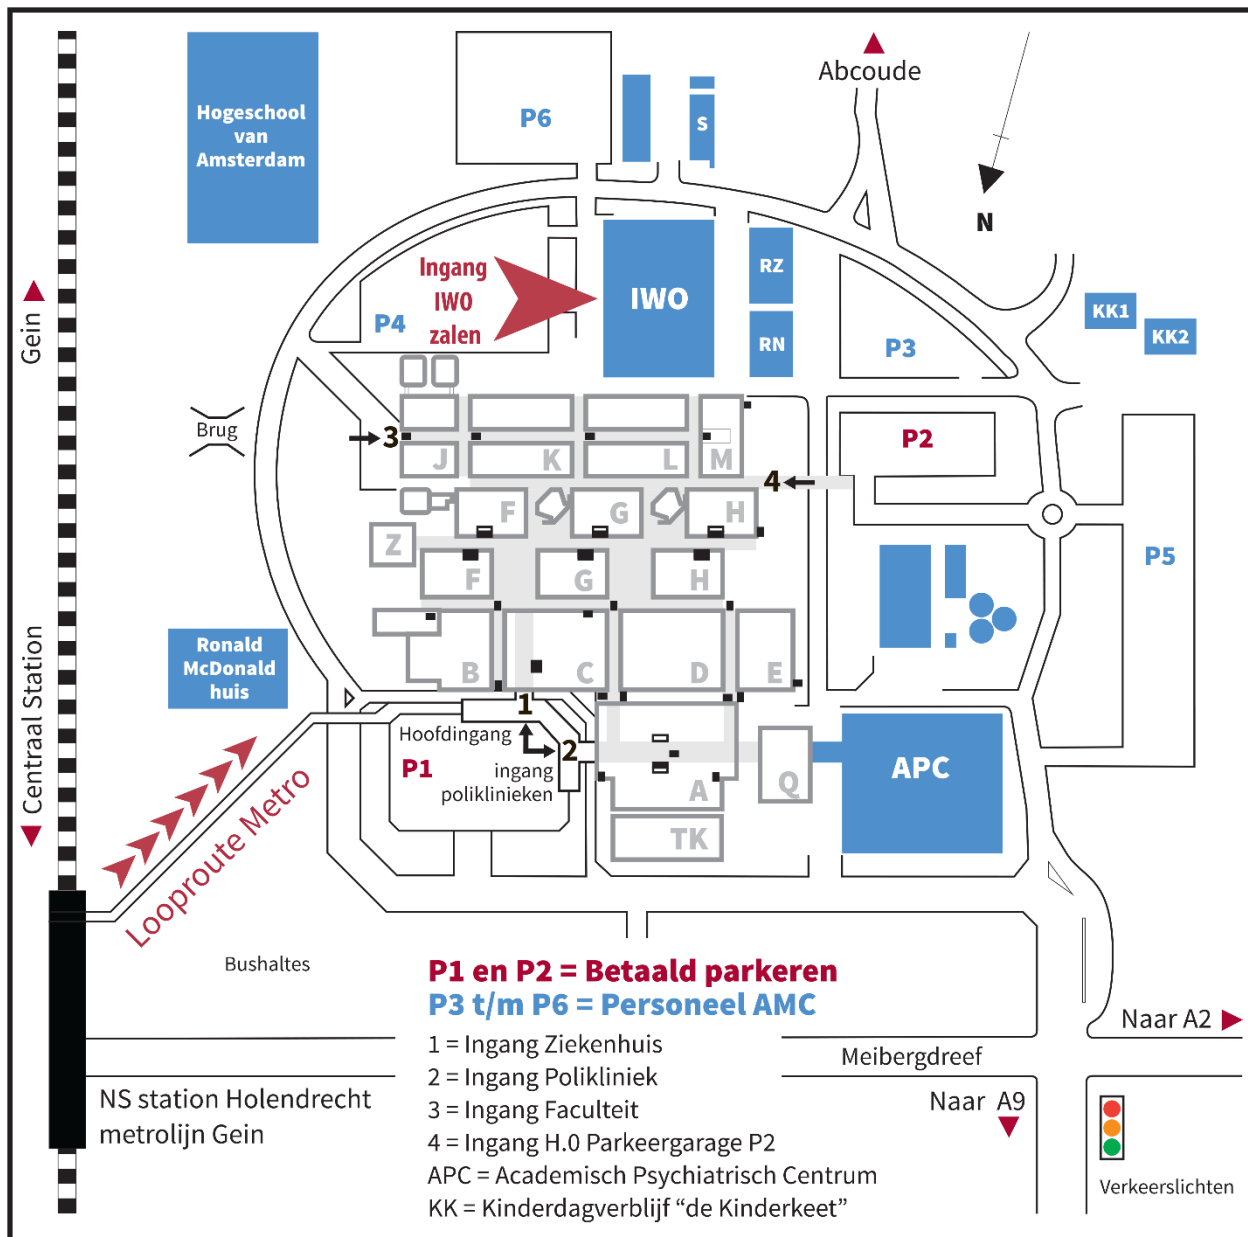 Hogeschool
van
Amsterdam
P6
S
Abcoude
N
Ingang
IWO
zalen
IWO
RZ
RN
P4
P3
KK1
KK2
Gein
Brug
3
J
K
L
M
P2
4
F
G
H
Z
F
G
H
P5
Ronald
McDonald
huis
B
C
D
E
Centraal Station
1
Hoofdingang
2
P1
ingang
poliklinieken
A
Q
APC
TK
Looproute Metro
Bushaltes
P1 en P2 = Betaald parkeren
P3 t/m P6 = Personeel AMC
1 = Ingang Ziekenhuis
2 = Ingang Polikliniek
3 = Ingang Faculteit
4 = Ingang H.0 Parkeergarage P2
APC = Academisch Psychiatrisch Centrum
KK = Kinderdagverblijf “de Kinderkeet”
NS station Holendrecht
metrolijn Gein
Naar A2
Meibergdreef
Naar A9
Verkeerslichten